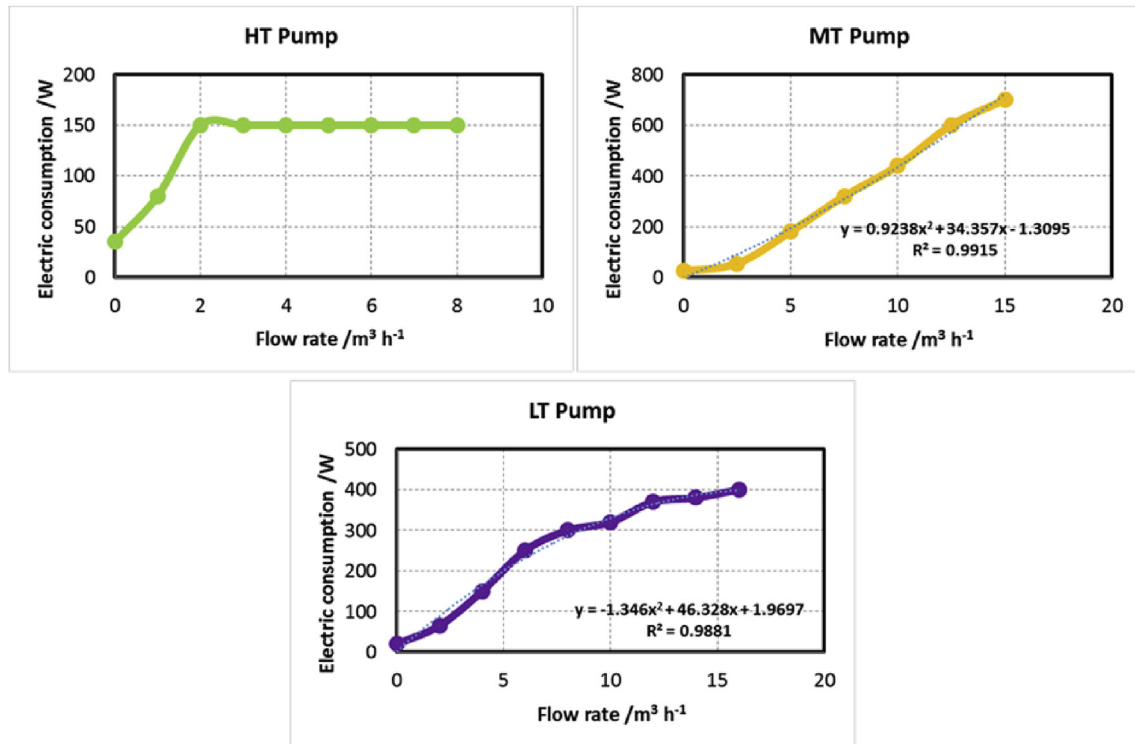 HT Pump
Electric consumption /W
200
150
100
50
0
0 2 4 6 8 10
Flow rate /m³ h⁻¹
MT Pump
Electric consumption /W
800
600
400
200
0
y = 0.9238x² + 34.357x - 1.3095
R² = 0.9915
0 5 10 15 20
Flow rate /m³ h⁻¹
LT Pump
Electric consumption /W
500
400
300
200
100
0
y = -1.346x² + 46.328x + 1.9697
R² = 0.9881
0 5 10 15 20
Flow rate /m³ h⁻¹